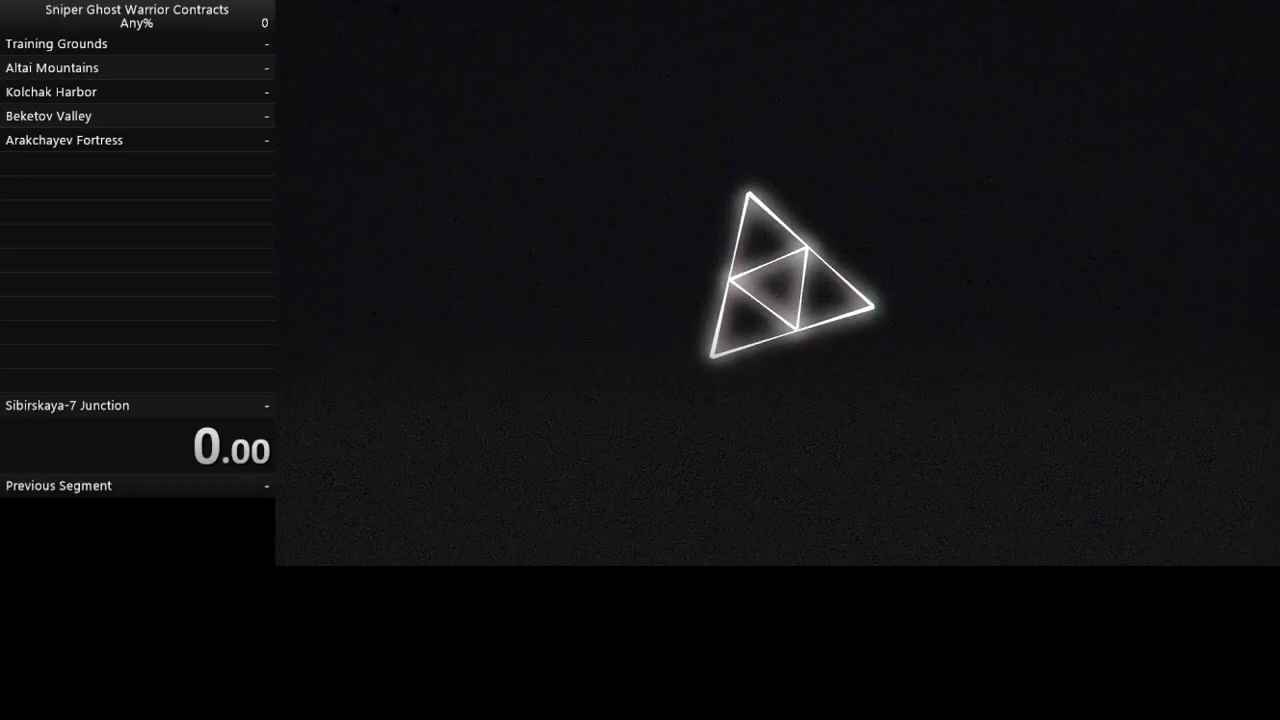 Sniper Ghost Warrior Contracts
Any% 0
Training Grounds -
Altai Mountains -
Kolchak Harbor -
Beketov Valley -
Arakchayev Fortress -
Sibirskaya-7 Junction -
0.00
Previous Segment -